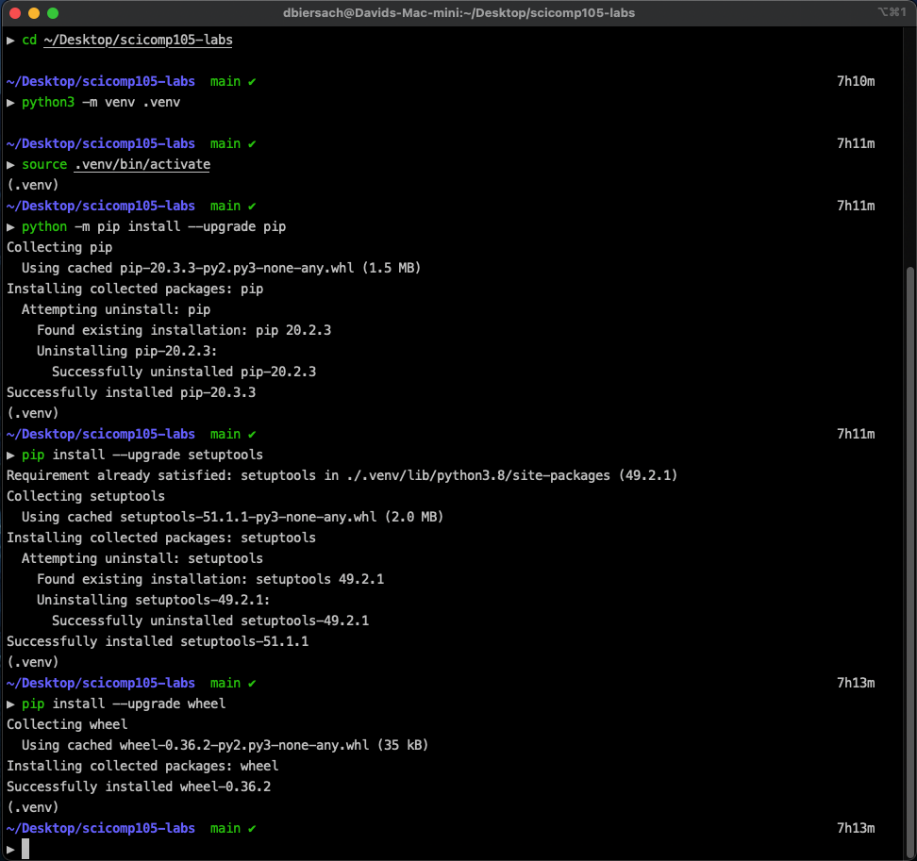 dbiersach@Davids-Mac-mini:~/Desktop/scicomp105-labs ⌥⌘1
▶ cd ~/Desktop/scicomp105-labs
~/Desktop/scicomp105-labs main ✔ 7h10m
▶ python3 -m venv .venv
~/Desktop/scicomp105-labs main ✔ 7h11m
▶ source .venv/bin/activate
(.venv)
~/Desktop/scicomp105-labs main ✔ 7h11m
▶ python -m pip install --upgrade pip
Collecting pip
  Using cached pip-20.3.3-py2.py3-none-any.whl (1.5 MB)
Installing collected packages: pip
  Attempting uninstall: pip
    Found existing installation: pip 20.2.3
    Uninstalling pip-20.2.3:
      Successfully uninstalled pip-20.2.3
Successfully installed pip-20.3.3
(.venv)
~/Desktop/scicomp105-labs main ✔ 7h11m
▶ pip install --upgrade setuptools
Requirement already satisfied: setuptools in ./.venv/lib/python3.8/site-packages (49.2.1)
Collecting setuptools
  Using cached setuptools-51.1.1-py3-none-any.whl (2.0 MB)
Installing collected packages: setuptools
  Attempting uninstall: setuptools
    Found existing installation: setuptools 49.2.1
    Uninstalling setuptools-49.2.1:
      Successfully uninstalled setuptools-49.2.1
Successfully installed setuptools-51.1.1
(.venv)
~/Desktop/scicomp105-labs main ✔ 7h13m
▶ pip install --upgrade wheel
Collecting wheel
  Using cached wheel-0.36.2-py2.py3-none-any.whl (35 kB)
Installing collected packages: wheel
Successfully installed wheel-0.36.2
(.venv)
~/Desktop/scicomp105-labs main ✔ 7h13m
▶